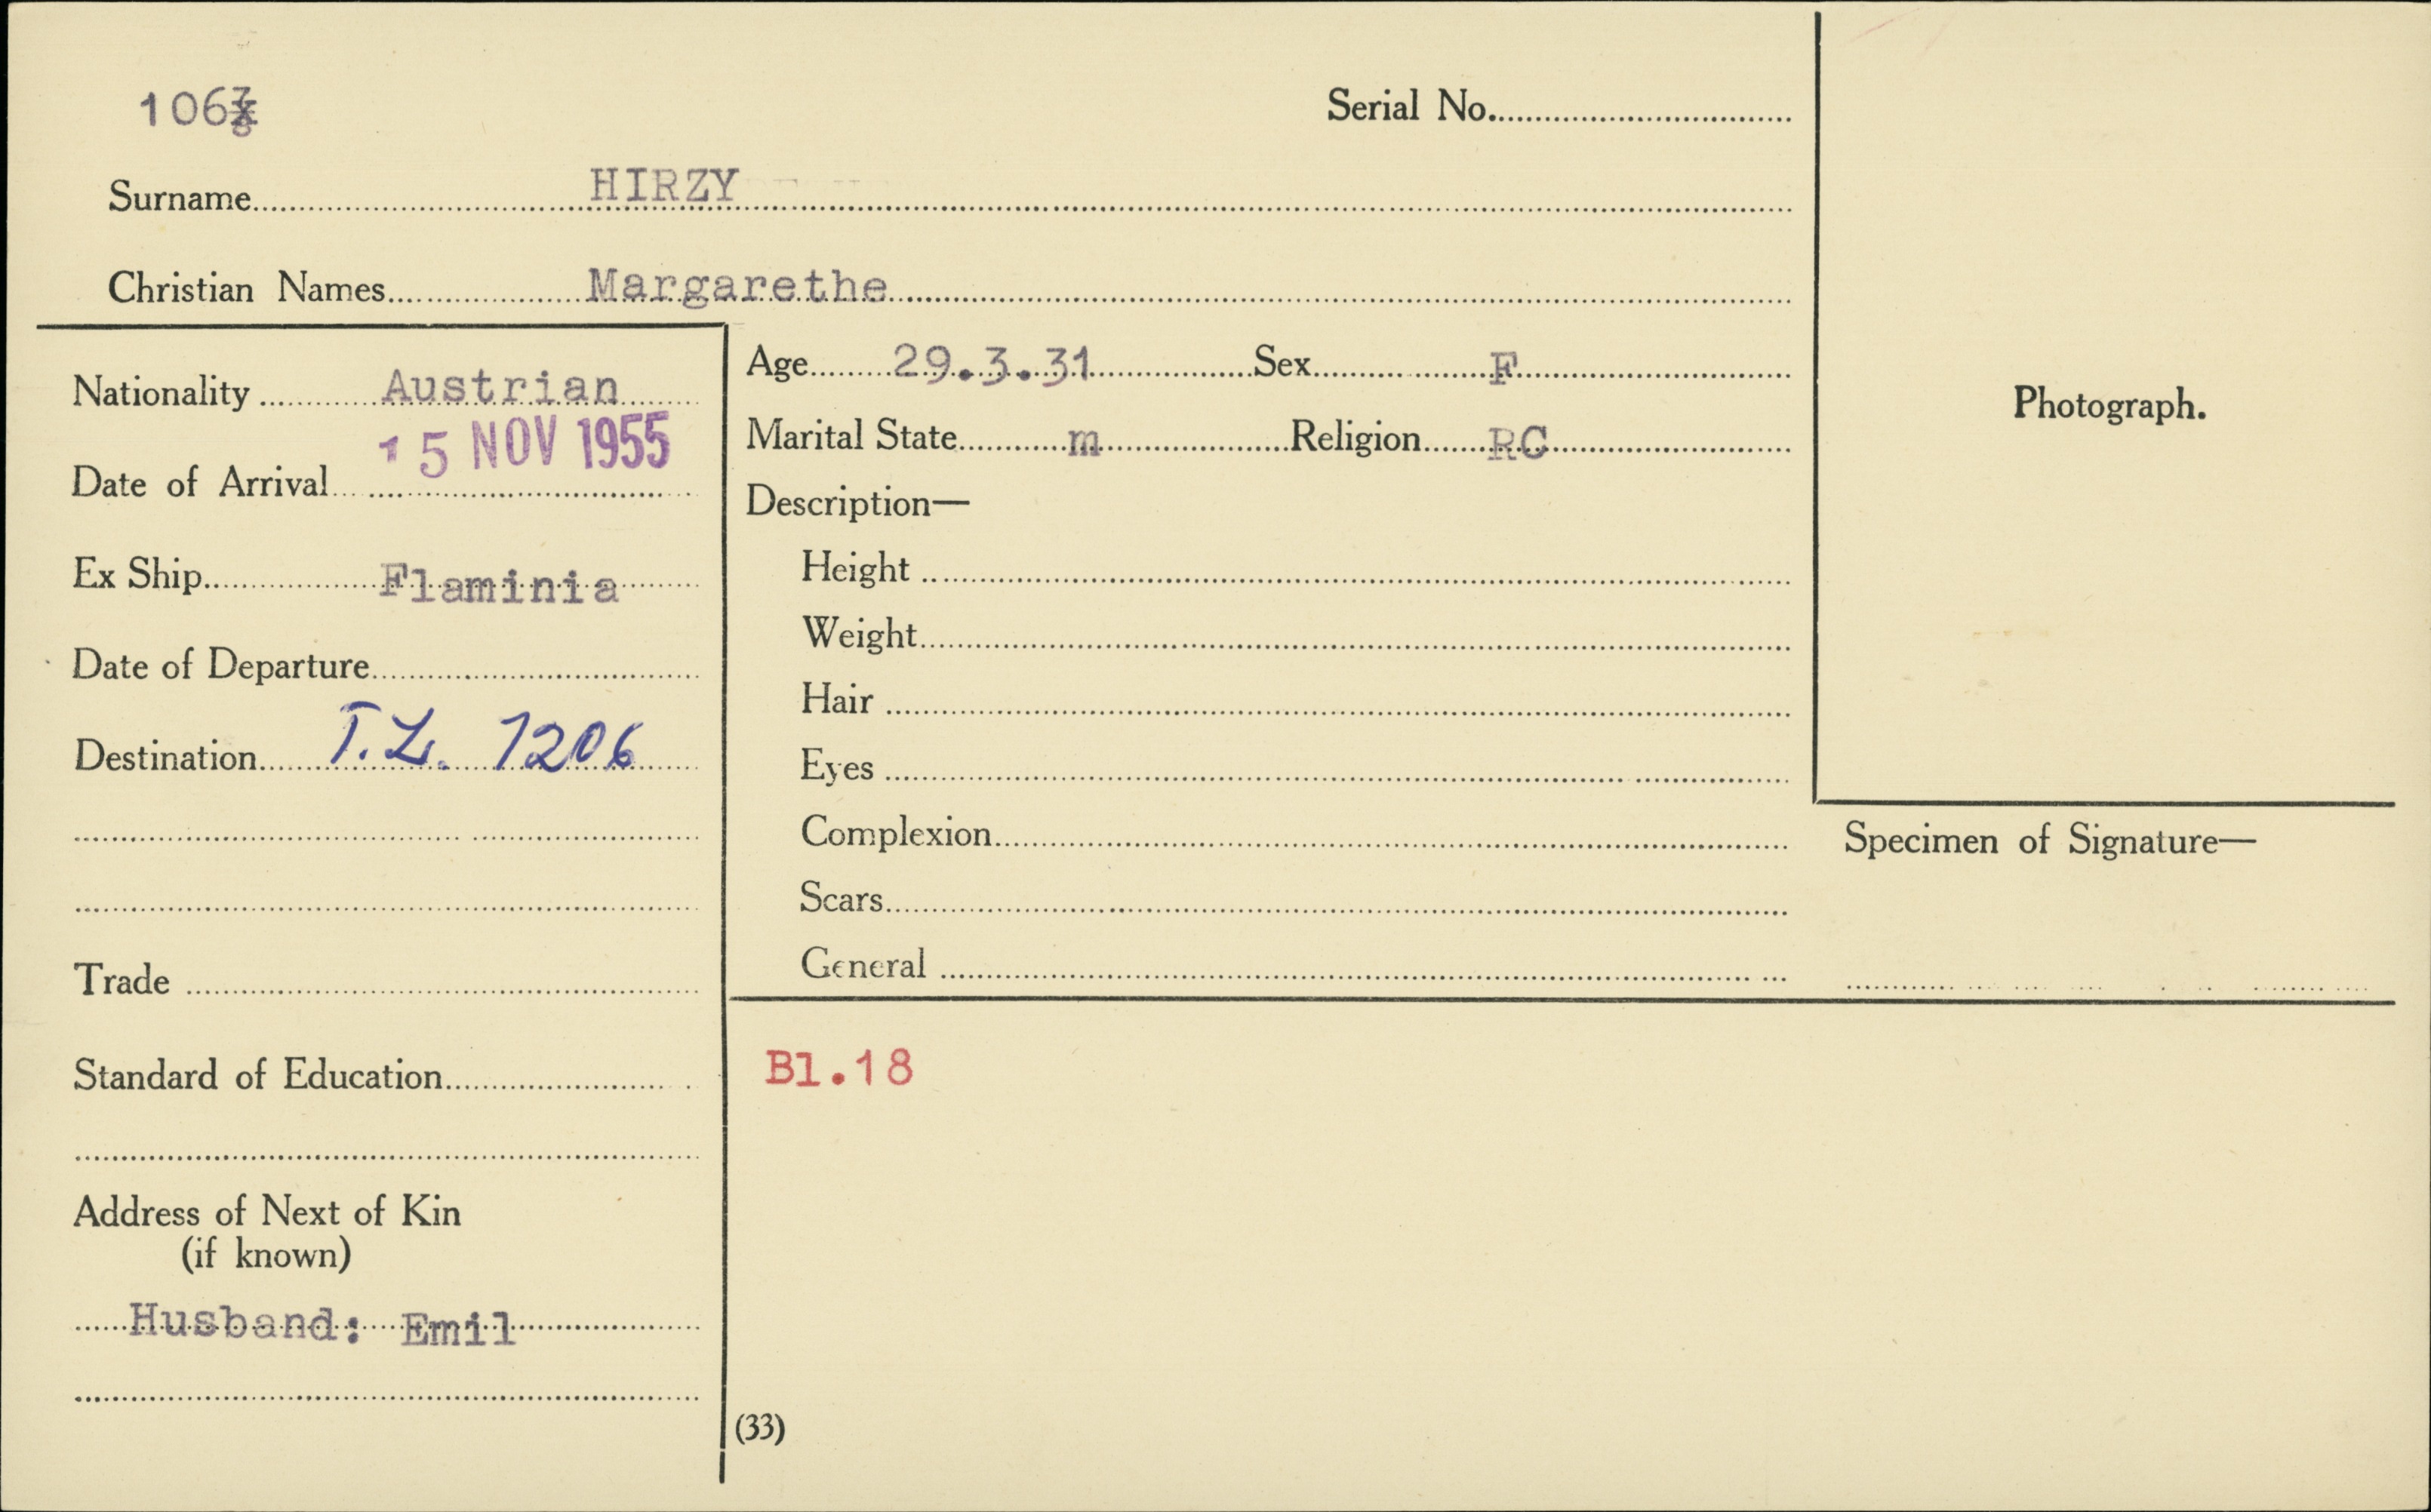 1063
Serial No.
Surname HIRZY
Christian Names Margarethe
Nationality Austrian
15 NOV 1955
Date of Arrival
Ex Ship Flaminia
Date of Departure
Destination T.L. 1206
Trade
Standard of Education
Address of Next of Kin
(if known)
Husband: Emil
Age 29.3.31 Sex F
Marital State m Religion RC
Description—
Height
Weight
Hair
Eyes
Complexion
Scars
General
Bl.18
(33)
Photograph.
Specimen of Signature—